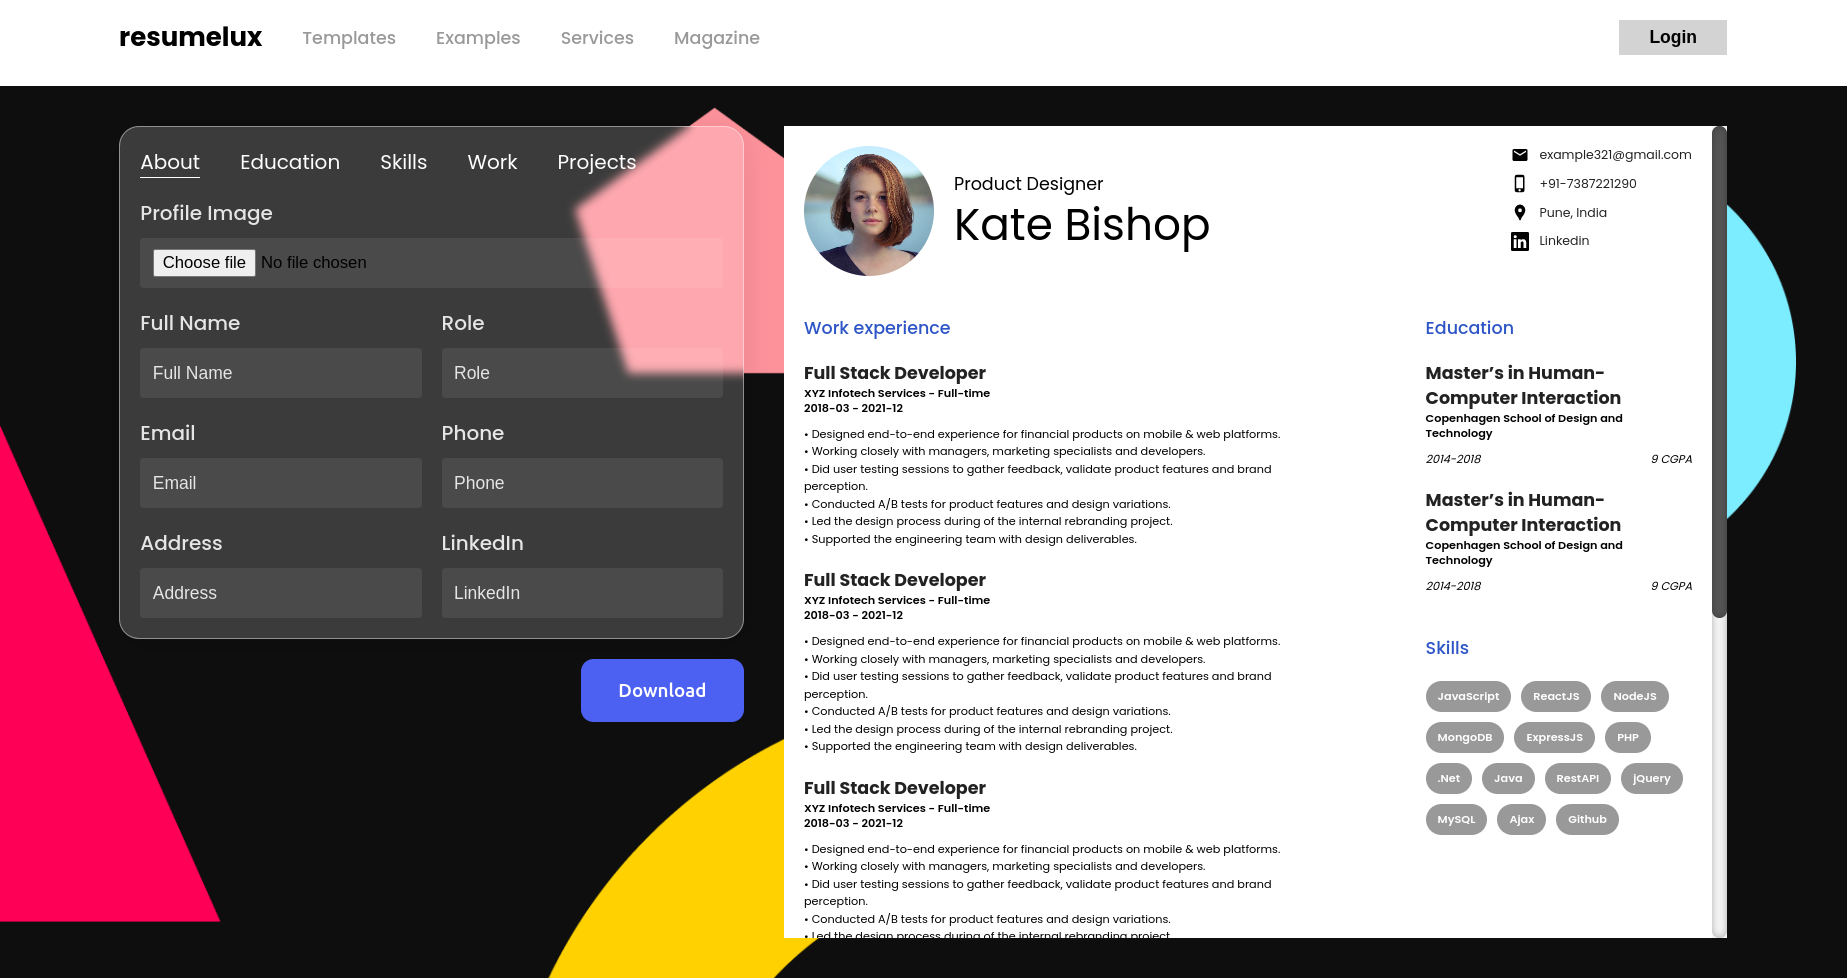 resumelux
Templates
Examples
Services
Magazine
Login
About
Education
Skills
Work
Projects
Profile Image
Choose file
No file chosen
Full Name
Role
Full Name
Role
Email
Phone
Email
Phone
Address
LinkedIn
Address
LinkedIn
Download
Product Designer
Kate Bishop
example321@gmail.com
+91-7387221290
Pune, India
Linkedin
Work experience
Full Stack Developer
XYZ Infotech Services - Full-time
2018-03 - 2021-12
• Designed end-to-end experience for financial products on mobile & web platforms.
• Working closely with managers, marketing specialists and developers.
• Did user testing sessions to gather feedback, validate product features and brand
perception.
• Conducted A/B tests for product features and design variations.
• Led the design process during of the internal rebranding project.
• Supported the engineering team with design deliverables.
Full Stack Developer
XYZ Infotech Services - Full-time
2018-03 - 2021-12
• Designed end-to-end experience for financial products on mobile & web platforms.
• Working closely with managers, marketing specialists and developers.
• Did user testing sessions to gather feedback, validate product features and brand
perception.
• Conducted A/B tests for product features and design variations.
• Led the design process during of the internal rebranding project.
• Supported the engineering team with design deliverables.
Full Stack Developer
XYZ Infotech Services - Full-time
2018-03 - 2021-12
• Designed end-to-end experience for financial products on mobile & web platforms.
• Working closely with managers, marketing specialists and developers.
• Did user testing sessions to gather feedback, validate product features and brand
perception.
• Conducted A/B tests for product features and design variations.
• Led the design process during of the internal rebranding project.
Education
Master’s in Human-
Computer Interaction
Copenhagen School of Design and
Technology
2014-2018
9 CGPA
Master’s in Human-
Computer Interaction
Copenhagen School of Design and
Technology
2014-2018
9 CGPA
Skills
JavaScript
ReactJS
NodeJS
MongoDB
ExpressJS
PHP
.Net
Java
RestAPI
jQuery
MySQL
Ajax
Github